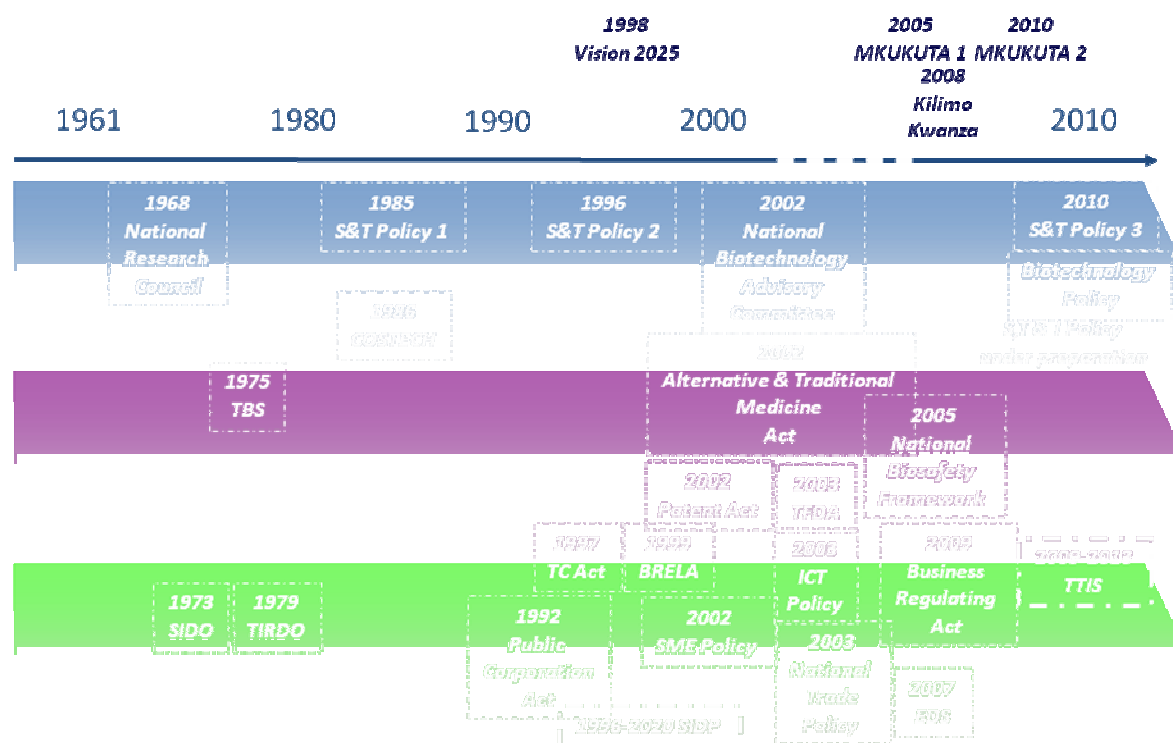 1998
Vision 2025
2005
MKUKUTA 1
2010
MKUKUTA 2
2008
Kilimo
Kwanza
1961
1980
1990
2000
2010
1968
National
Research
Council
1985
S&T Policy 1
1996
S&T Policy 2
2002
National
Biotechnology
Advisory
Committee
2010
S&T Policy 3
Biotechnology
Policy
under preparation
1986
COSTECH
1975
TBS
2002
Alternative & Traditional
Medicine
Act
2005
National
Biosafety
Framework
2002
Patent Act
2003
TFDA
1997
TC Act
1999
BRELA
ICT
Policy
Business
Regulating
Act
TTIS
1973
SIDO
1979
TIRDO
1992
Public
Corporation
Act
2002
SME Policy
2003
National
Trade
Policy
2007
1996-2020 SIDP